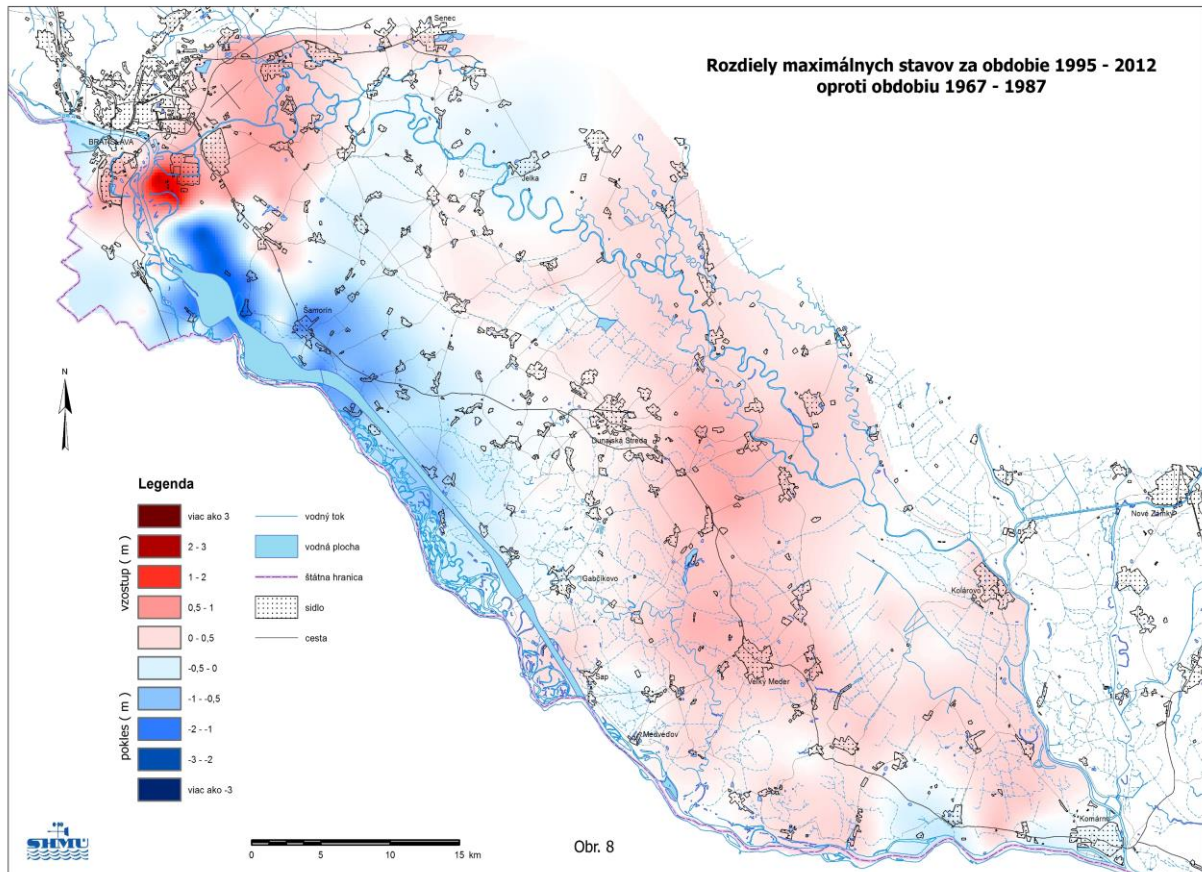 Rozdiely maximálnych stavov za obdobie 1995 - 2012
oproti obdobiu 1967 - 1987
Senec
BRATISLAVA
Jelka
Šamorín
Dunajská Streda
Nové Zámky
Gabčíkovo
Kolárovo
Sap
Veľký Meder
Medveďov
Komárno
N
Legenda
vzostup ( m )
viac ako 3
2 - 3
1 - 2
0,5 - 1
0 - 0,5
-0,5 - 0
pokles ( m )
-1 - -0,5
-2 - -1
-3 - -2
viac ako -3
vodný tok
vodná plocha
štátna hranica
sídlo
cesta
SHMÚ
0 5 10 15 km
Obr. 8